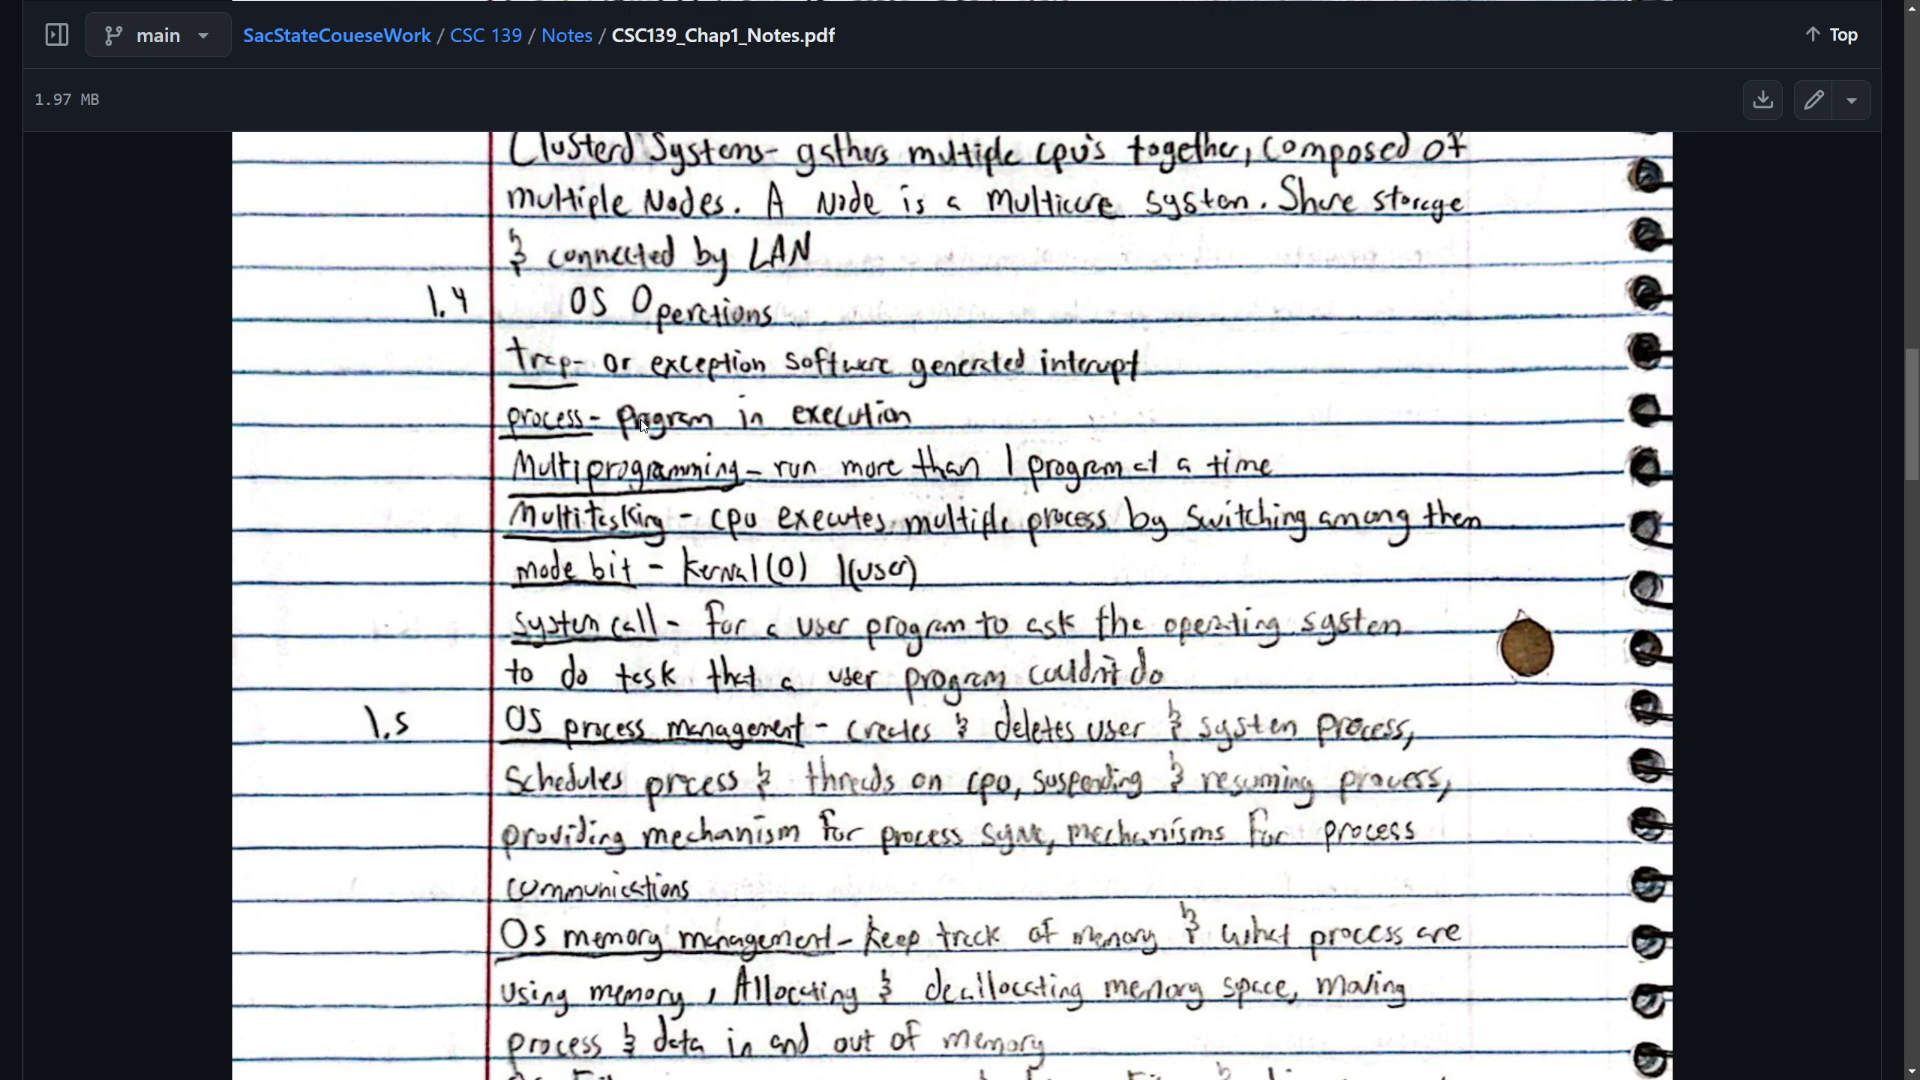 main
SacStateCoueseWork / CSC 139 / Notes / CSC139_Chap1_Notes.pdf
Top
1.97 MB
Clusterd Systems- gathers multiple cpu's together, composed of
multiple Nodes. A Node is a multicore system. Share storage
& connected by LAN
1.4 OS Operations
trap- or exception software generated interupt
process- program in execution
Multiprogramming - run more than 1 program at a time
Multitasking - cpu executes multiple process by switching among them
mode bit - kernal (0) 1(user)
System call - for a user program to ask the operating system
to do task that a user program couldn't do
1.5 OS process management - creates & deletes user & system process,
Schedules prcess & threads on cpu, suspending & resuming process,
providing mechanism for process sync, mechanisms for process
communications
OS memory management - keep track of memory & what process are
using memory, Allocating & deallocating memory space, moving
process & data in and out of memory